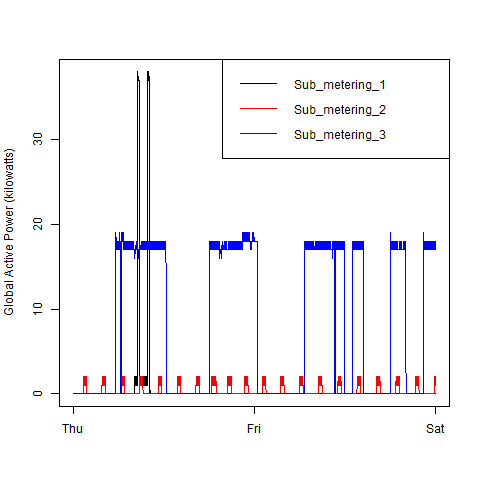 Sub_metering_1
Sub_metering_2
Sub_metering_3
Global Active Power (kilowatts)
30
20
10
0
Thu Fri Sat